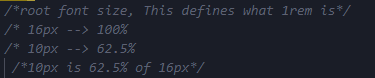 /*root font size, This defines what 1rem is*/
/* 16px --> 100%
/* 10px --> 62.5%
/*10px is 62.5% of 16px*/